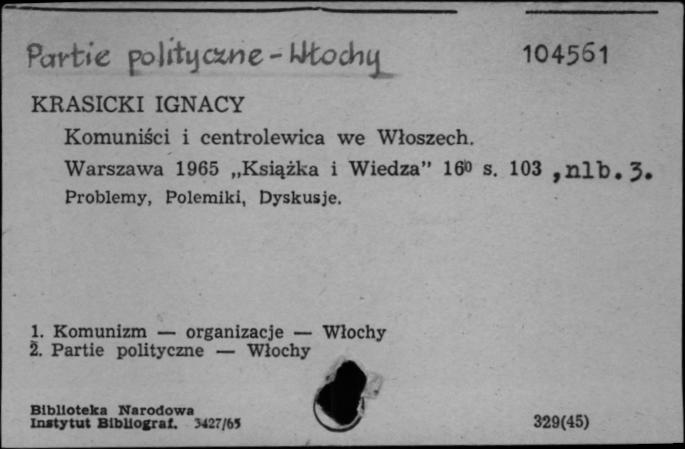 Partie polityczne - Włochy 104561
KRASICKI IGNACY
Komuniści i centrolewica we Włoszech.
Warszawa 1965 „Książka i Wiedza” 16⁰ s. 103 , nlb. 3.
Problemy, Polemiki, Dyskusje.
1. Komunizm — organizacje — Włochy
2. Partie polityczne — Włochy
Biblioteka Narodowa
Instytut Bibliograf. 3427/65 329(45)